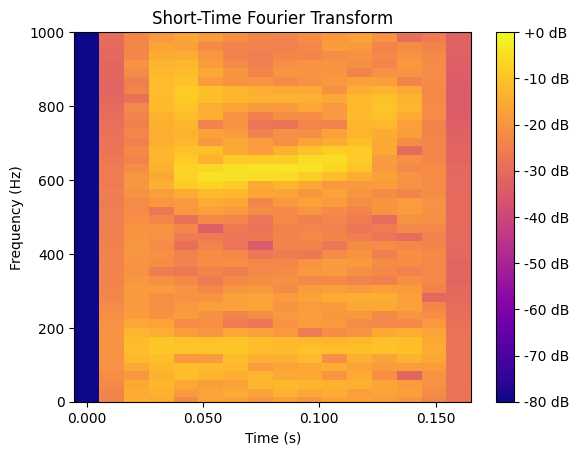 Short-Time Fourier Transform
1000
800
600
400
200
0
Frequency (Hz)
0.000
0.050
0.100
0.150
Time (s)
+0 dB
-10 dB
-20 dB
-30 dB
-40 dB
-50 dB
-60 dB
-70 dB
-80 dB